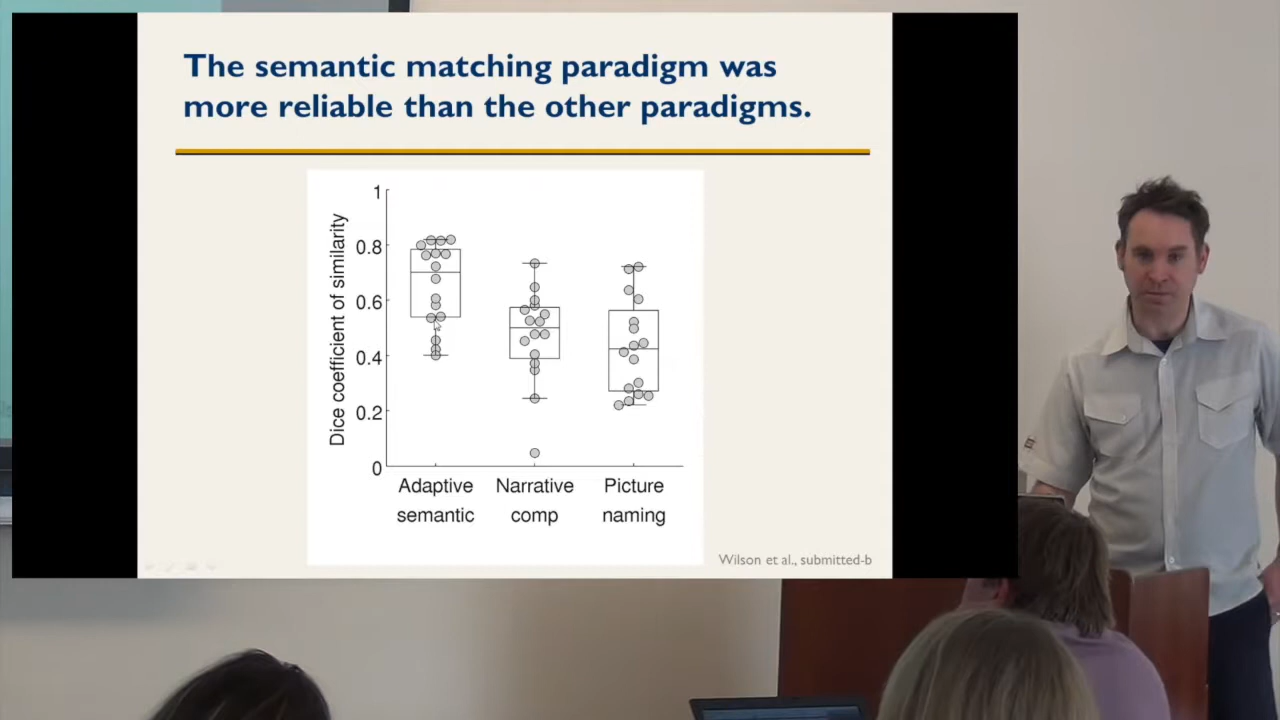 The semantic matching paradigm was
more reliable than the other paradigms.
Dice coefficient of similarity
1
0.8
0.6
0.4
0.2
0
Adaptive
semantic
Narrative
comp
Picture
naming
Wilson et al., submitted-b